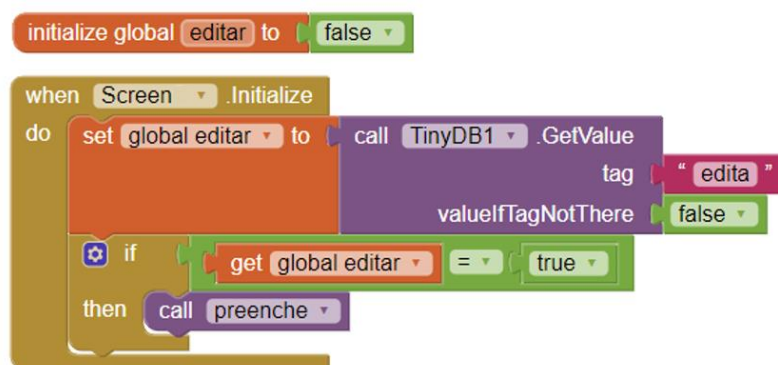 initialize global editar to false
when Screen .Initialize
do set global editar to call TinyDB1 .GetValue
tag " edita "
valueIfTagNotThere false
if get global editar = true
then call preenche